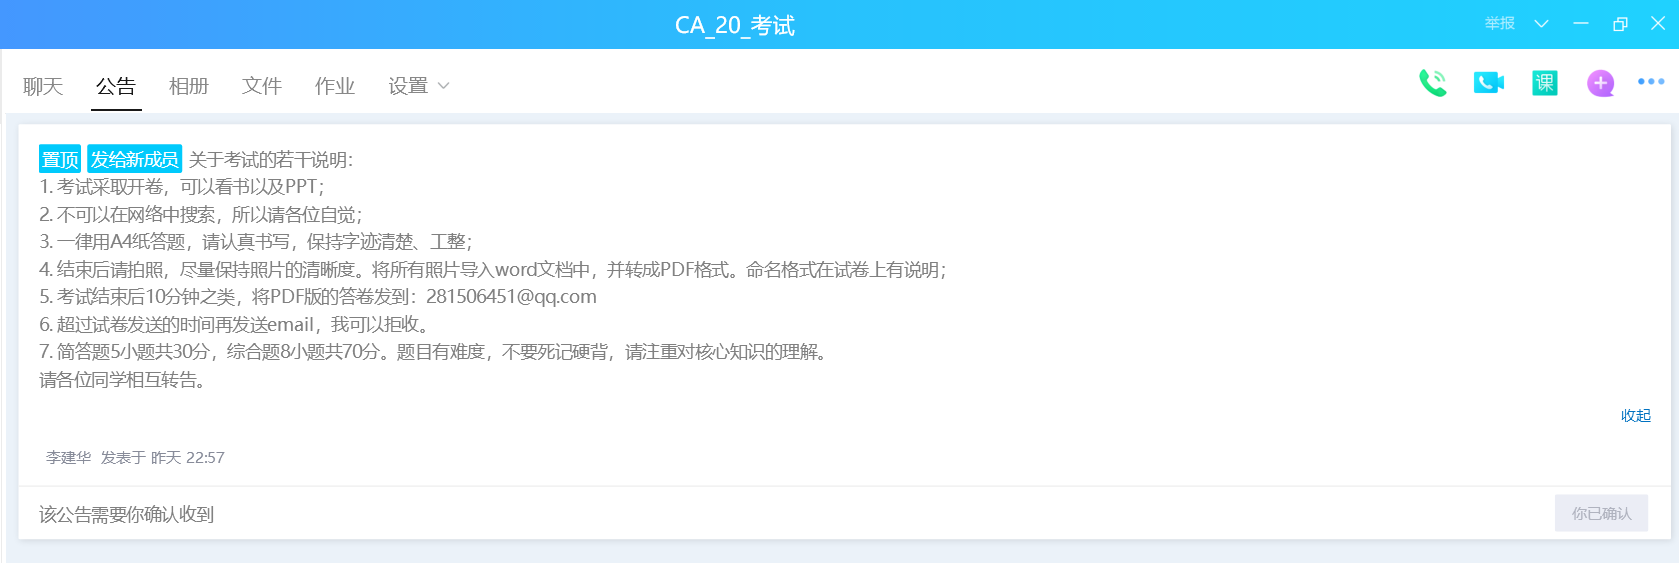 CA_20_考试
举报
聊天 公告 相册 文件 作业 设置
课
置顶 发给新成员 关于考试的若干说明：
1. 考试采取开卷，可以看书以及PPT；
2. 不可以在网络中搜索，所以请各位自觉；
3. 一律用A4纸答题，请认真书写，保持字迹清楚、工整；
4. 结束后请拍照，尽量保持照片的清晰度。将所有照片导入word文档中，并转成PDF格式。命名格式在试卷上有说明；
5. 考试结束后10分钟之类，将PDF版的答卷发到：281506451@qq.com
6. 超过试卷发送的时间再发送email，我可以拒收。
7. 简答题5小题共30分，综合题8小题共70分。题目有难度，不要死记硬背，请注重对核心知识的理解。
请各位同学相互转告。
收起
李建华 发表于 昨天 22:57
该公告需要你确认收到
你已确认